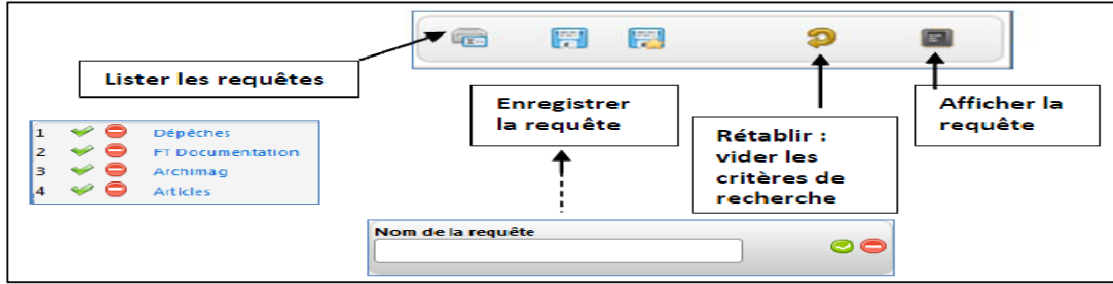 Lister les requêtes
Enregistrer
la requête
Rétablir :
vider les
critères de
recherche
Afficher la
requête
1 Dépêches
2 FT Documentation
3 Archimag
4 Articles
Nom de la requête